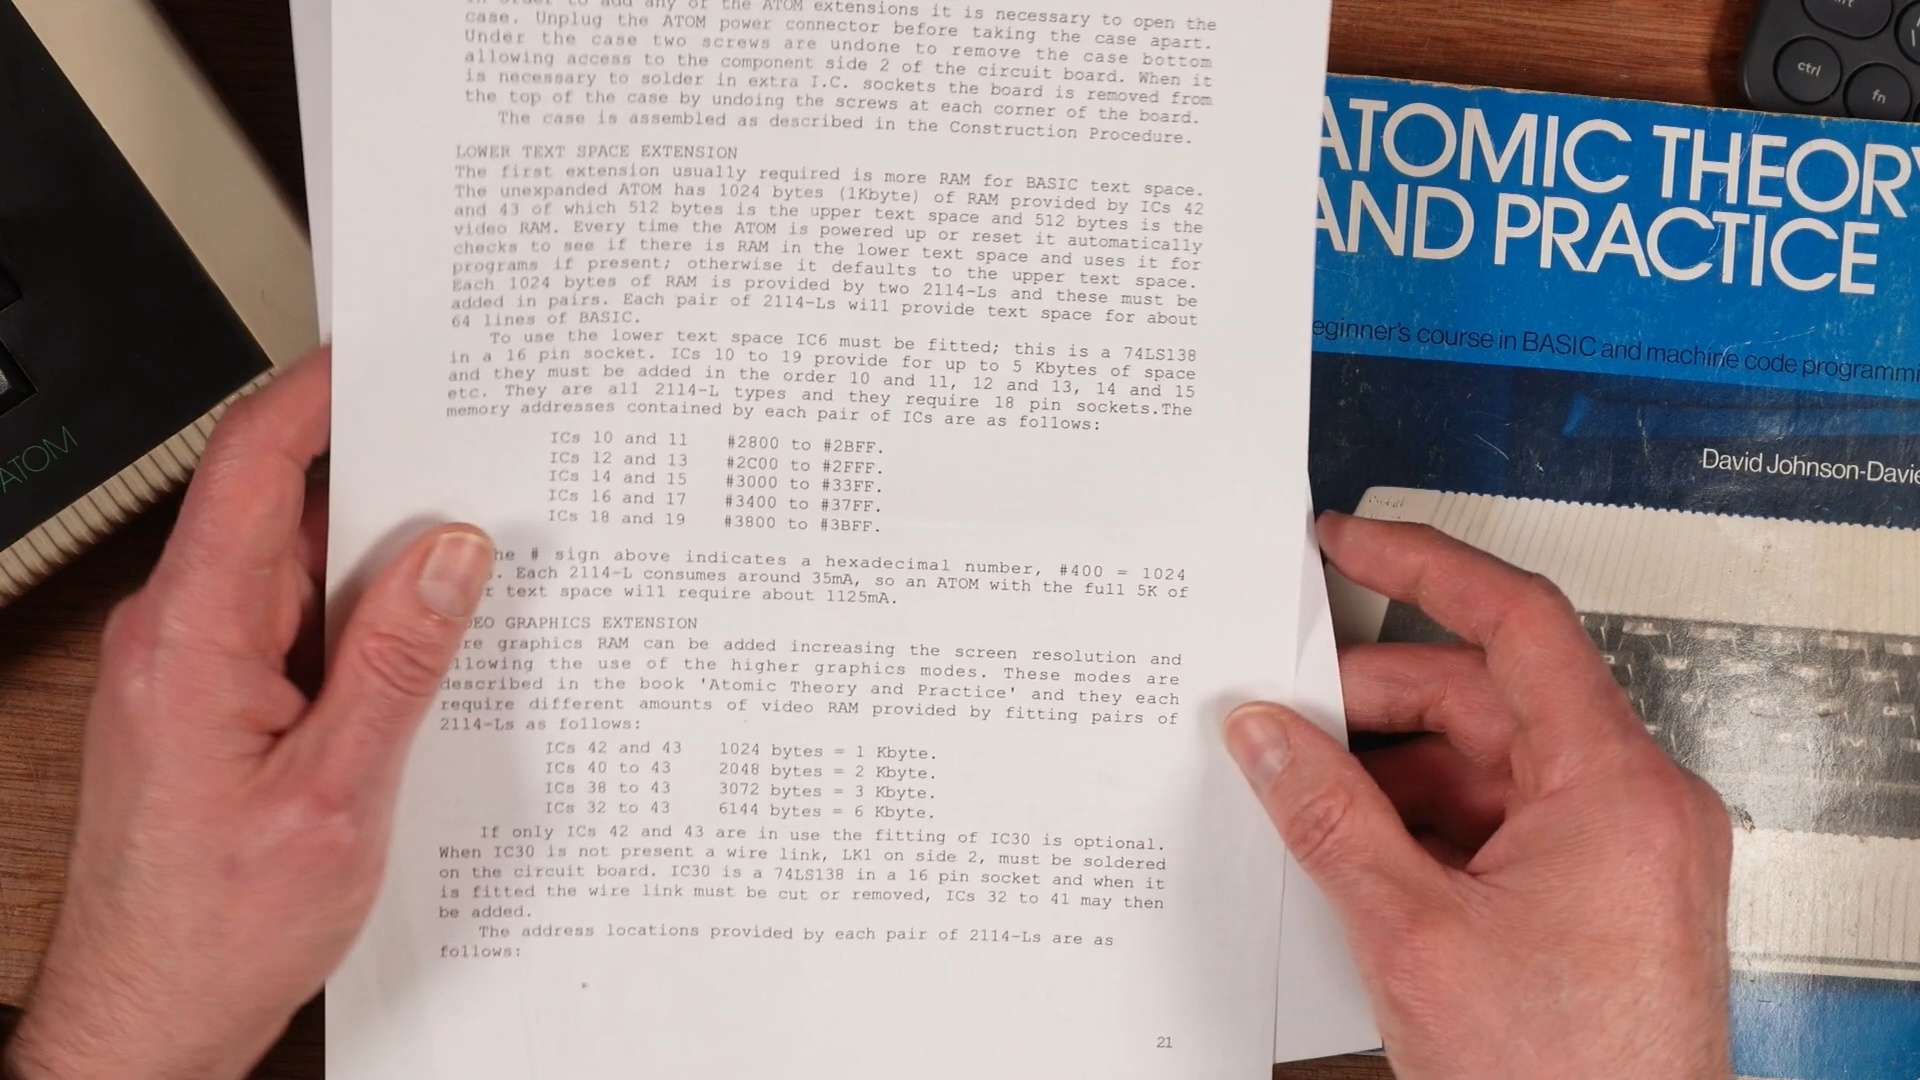 In order to add any of the ATOM extensions it is necessary to open the
case. Unplug the ATOM power connector before taking the case apart.
Under the case two screws are undone to remove the case bottom
allowing access to the component side 2 of the circuit board. When it
is necessary to solder in extra I.C. sockets the board is removed from
the top of the case by undoing the screws at each corner of the board.
The case is assembled as described in the Construction Procedure.
LOWER TEXT SPACE EXTENSION
The first extension usually required is more RAM for BASIC text space.
The unexpanded ATOM has 1024 bytes (1Kbyte) of RAM provided by ICs 42
and 43 of which 512 bytes is the upper text space and 512 bytes is the
video RAM. Every time the ATOM is powered up or reset it automatically
checks to see if there is RAM in the lower text space and uses it for
programs if present; otherwise it defaults to the upper text space.
Each 1024 bytes of RAM is provided by two 2114-Ls and these must be
added in pairs. Each pair of 2114-Ls will provide text space for about
64 lines of BASIC.
To use the lower text space IC6 must be fitted; this is a 74LS138
in a 16 pin socket. ICs 10 to 19 provide for up to 5 Kbytes of space
and they must be added in the order 10 and 11, 12 and 13, 14 and 15
etc. They are all 2114-L types and they require 18 pin sockets.The
memory addresses contained by each pair of ICs are as follows:
ICs 10 and 11 #2800 to #2BFF.
ICs 12 and 13 #2C00 to #2FFF.
ICs 14 and 15 #3000 to #33FF.
ICs 16 and 17 #3400 to #37FF.
ICs 18 and 19 #3800 to #3BFF.
he # sign above indicates a hexadecimal number, #400 = 1024
. Each 2114-L consumes around 35mA, so an ATOM with the full 5K of
r text space will require about 1125mA.
DEO GRAPHICS EXTENSION
re graphics RAM can be added increasing the screen resolution and
llowing the use of the higher graphics modes. These modes are
described in the book 'Atomic Theory and Practice' and they each
require different amounts of video RAM provided by fitting pairs of
2114-Ls as follows:
ICs 42 and 43 1024 bytes = 1 Kbyte.
ICs 40 to 43 2048 bytes = 2 Kbyte.
ICs 38 to 43 3072 bytes = 3 Kbyte.
ICs 32 to 43 6144 bytes = 6 Kbyte.
If only ICs 42 and 43 are in use the fitting of IC30 is optional.
When IC30 is not present a wire link, LK1 on side 2, must be soldered
on the circuit board. IC30 is a 74LS138 in a 16 pin socket and when it
is fitted the wire link must be cut or removed, ICs 32 to 41 may then
be added.
The address locations provided by each pair of 2114-Ls are as
follows:
21
ATOM
ATOMIC THEORY
AND PRACTICE
eginner's course in BASIC and machine code programmi
David Johnson-Davie
ctrl
fn